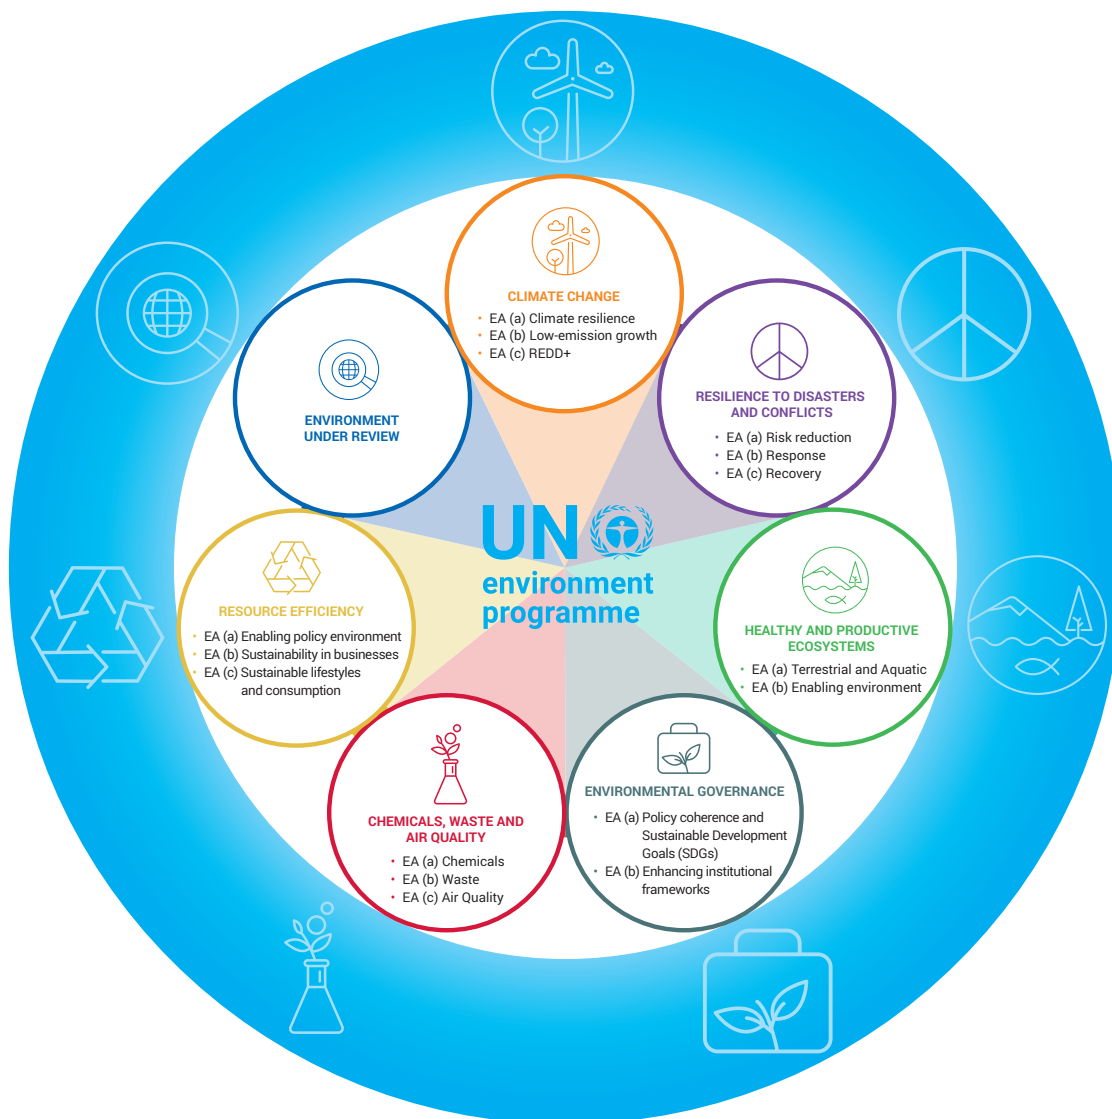 CLIMATE CHANGE
• EA (a) Climate resilience
• EA (b) Low-emission growth
• EA (c) REDD+
RESILIENCE TO DISASTERS
AND CONFLICTS
• EA (a) Risk reduction
• EA (b) Response
• EA (c) Recovery
HEALTHY AND PRODUCTIVE
ECOSYSTEMS
• EA (a) Terrestrial and Aquatic
• EA (b) Enabling environment
ENVIRONMENTAL GOVERNANCE
• EA (a) Policy coherence and
Sustainable Development
Goals (SDGs)
• EA (b) Enhancing institutional
frameworks
CHEMICALS, WASTE AND
AIR QUALITY
• EA (a) Chemicals
• EA (b) Waste
• EA (c) Air Quality
RESOURCE EFFICIENCY
• EA (a) Enabling policy environment
• EA (b) Sustainability in businesses
• EA (c) Sustainable lifestyles
and consumption
ENVIRONMENT
UNDER REVIEW
UN
environment
programme